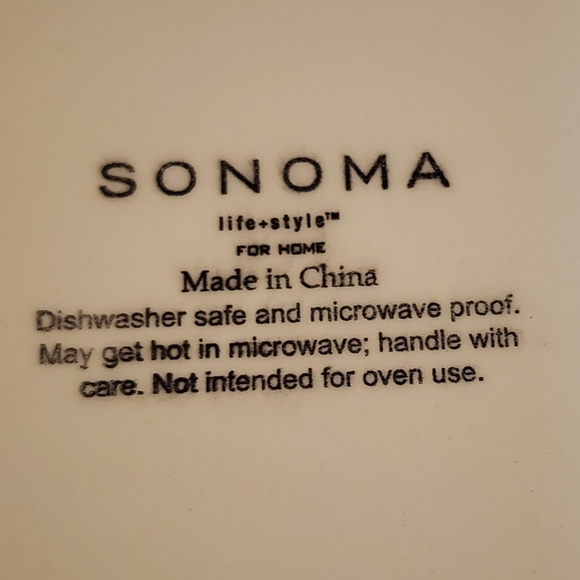 SONOMA
life+style™
FOR HOME
Made in China
Dishwasher safe and microwave proof.
May get hot in microwave; handle with
care. Not intended for oven use.